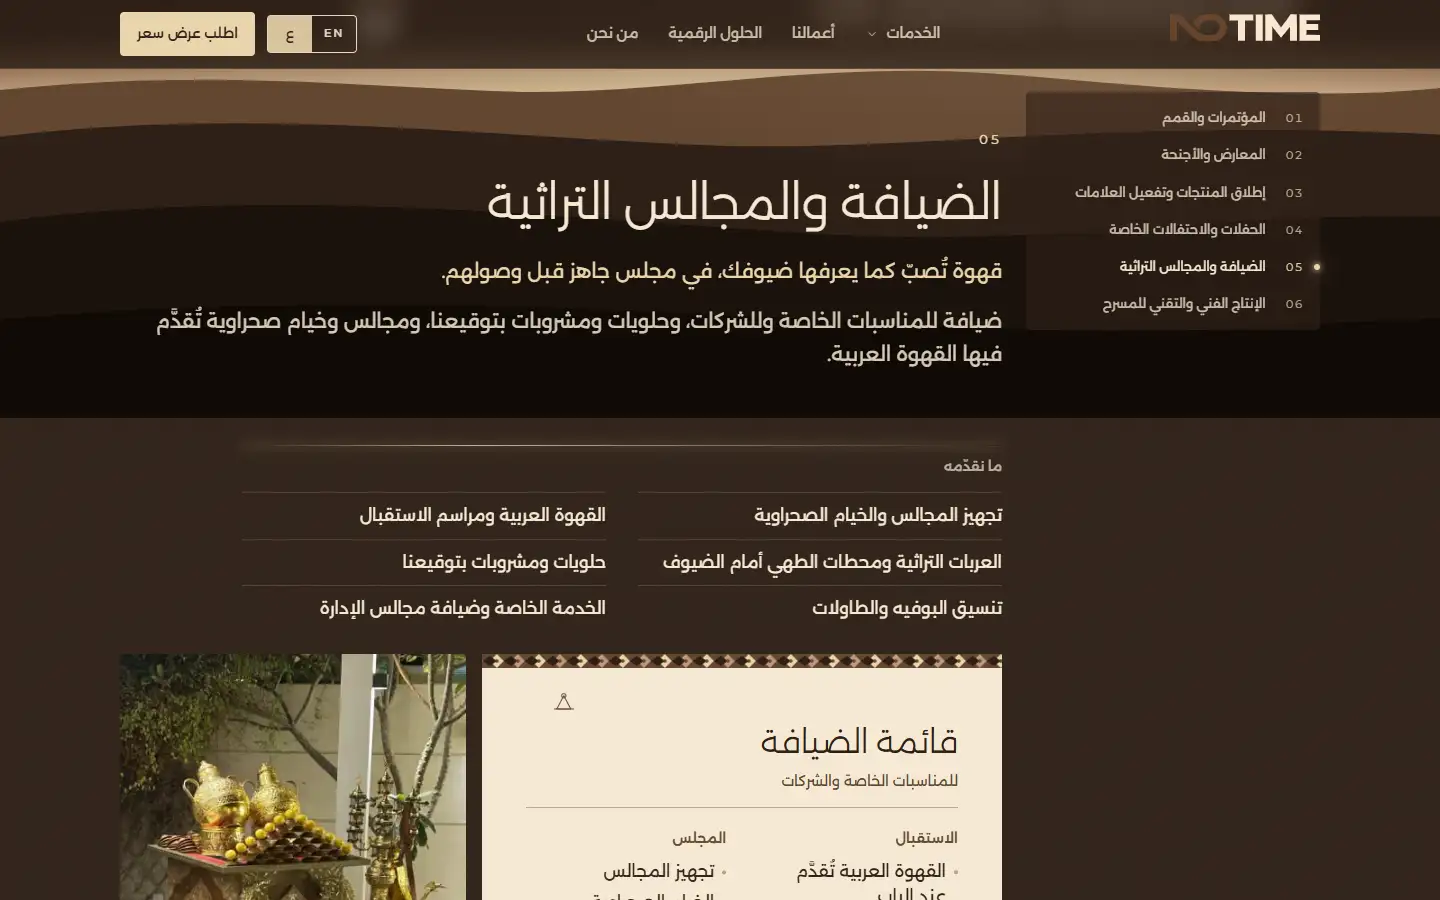 NOTIME
الخدمات
أعمالنا
الحلول الرقمية
من نحن
EN
ع
اطلب عرض سعر
01 المؤتمرات والقمم
02 المعارض والأجنحة
03 إطلاق المنتجات وتفعيل العلامات
04 الحفلات والاحتفالات الخاصة
05 الضيافة والمجالس التراثية
06 الإنتاج الفني والتقني للمسرح
05
الضيافة والمجالس التراثية
قهوة تُصبّ كما يعرفها ضيوفك، في مجلس جاهز قبل وصولهم.
ضيافة للمناسبات الخاصة وللشركات، وحلويات ومشروبات بتوقيعنا، ومجالس وخيام صحراوية تُقدَّم
فيها القهوة العربية.
ما نقدّمه
تجهيز المجالس والخيام الصحراوية
القهوة العربية ومراسم الاستقبال
العربات التراثية ومحطات الطهي أمام الضيوف
حلويات ومشروبات بتوقيعنا
تنسيق البوفيه والطاولات
الخدمة الخاصة وضيافة مجالس الإدارة
قائمة الضيافة
للمناسبات الخاصة والشركات
الاستقبال
القهوة العربية تُقدَّم
عند الباب
المجلس
تجهيز المجالس